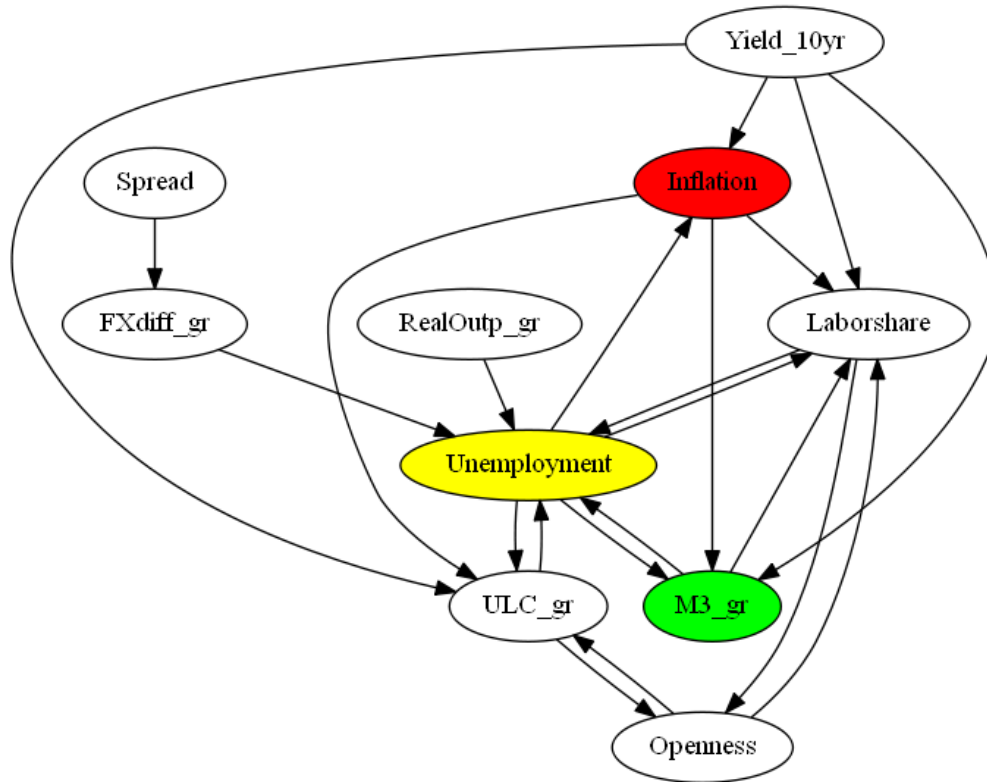 Yield_10yr
Spread
Inflation
FXdiff_gr
RealOutp_gr
Laborshare
Unemployment
ULC_gr
M3_gr
Openness